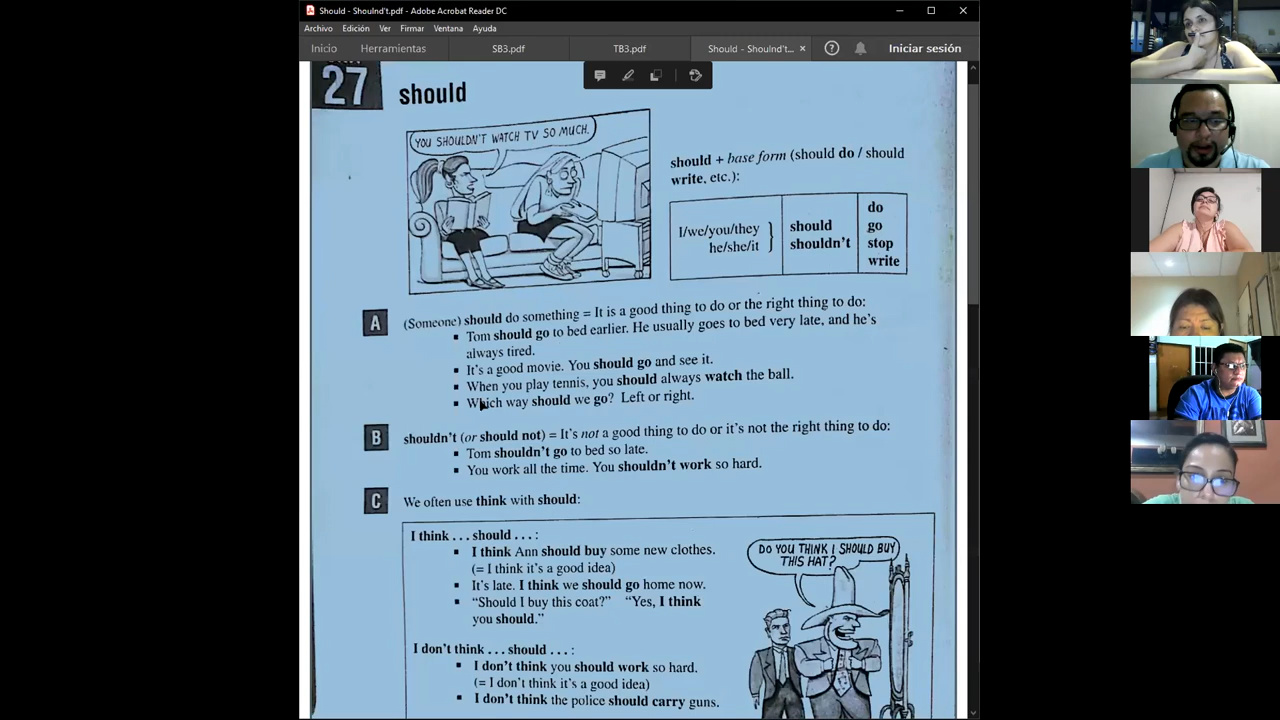 Should - Shoulnd't.pdf - Adobe Acrobat Reader DC
Archivo Edición Ver Firmar Ventana Ayuda
Inicio Herramientas SB3.pdf TB3.pdf Should - Shoulnd't... × Iniciar sesión
27 should
YOU SHOULDN'T WATCH TV SO MUCH.
should + base form (should do / should
write, etc.):
I/we/you/they
he/she/it
should
shouldn't
do
go
stop
write
A (Someone) should do something = It is a good thing to do or the right thing to do:
▪ Tom should go to bed earlier. He usually goes to bed very late, and he's
always tired.
▪ It's a good movie. You should go and see it.
▪ When you play tennis, you should always watch the ball.
▪ Which way should we go? Left or right.
B shouldn't (or should not) = It's not a good thing to do or it's not the right thing to do:
▪ Tom shouldn't go to bed so late.
▪ You work all the time. You shouldn't work so hard.
C We often use think with should:
I think . . . should . . . :
▪ I think Ann should buy some new clothes.
(= I think it's a good idea)
▪ It's late. I think we should go home now.
▪ "Should I buy this coat?" "Yes, I think
you should."
I don't think . . . should . . . :
▪ I don't think you should work so hard.
(= I don't think it's a good idea)
▪ I don't think the police should carry guns.
DO YOU THINK I SHOULD BUY
THIS HAT?